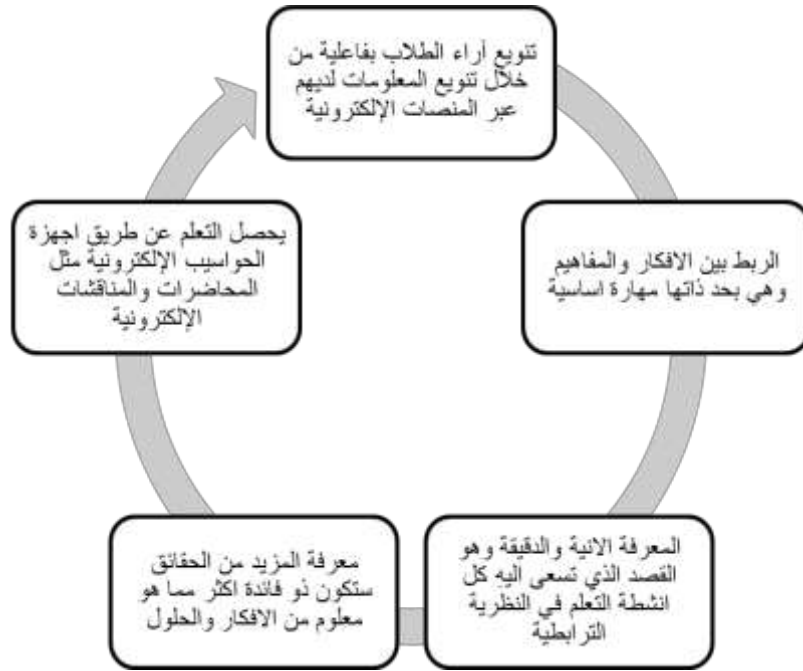 تنويع أراء الطلاب بفاعلية من
خلال تنويع المعلومات لديهم
عبر المنصات الإلكترونية
الربط بين الافكار والمفاهيم
وهي بحد ذاتها مهارة اساسية
المعرفة الانية والدقيقة وهو
القصد الذي تسعى اليه كل
انشطة التعلم في النظرية
الترابطية
معرفة المزيد من الحقائق
ستكون ذو فائدة اكثر مما هو
معلوم من الافكار والحلول
يحصل التعلم عن طريق اجهزة
الحواسيب الإلكترونية مثل
المحاضرات والمناقشات
الإلكترونية